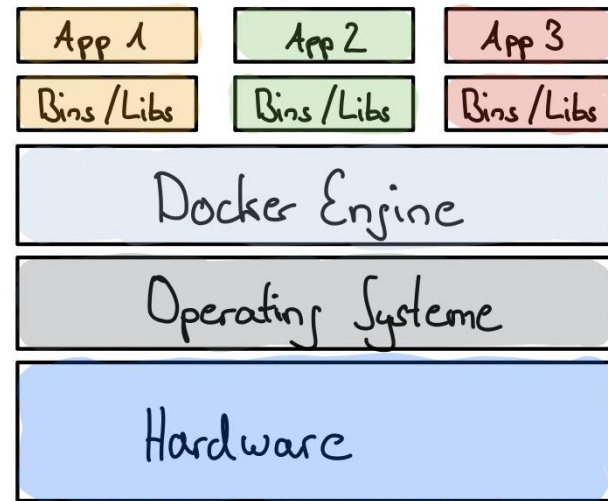 App 1 App 2 App 3
Bins/Libs Bins/Libs Bins/Libs
Docker Engine
Operating Systeme
Hardware